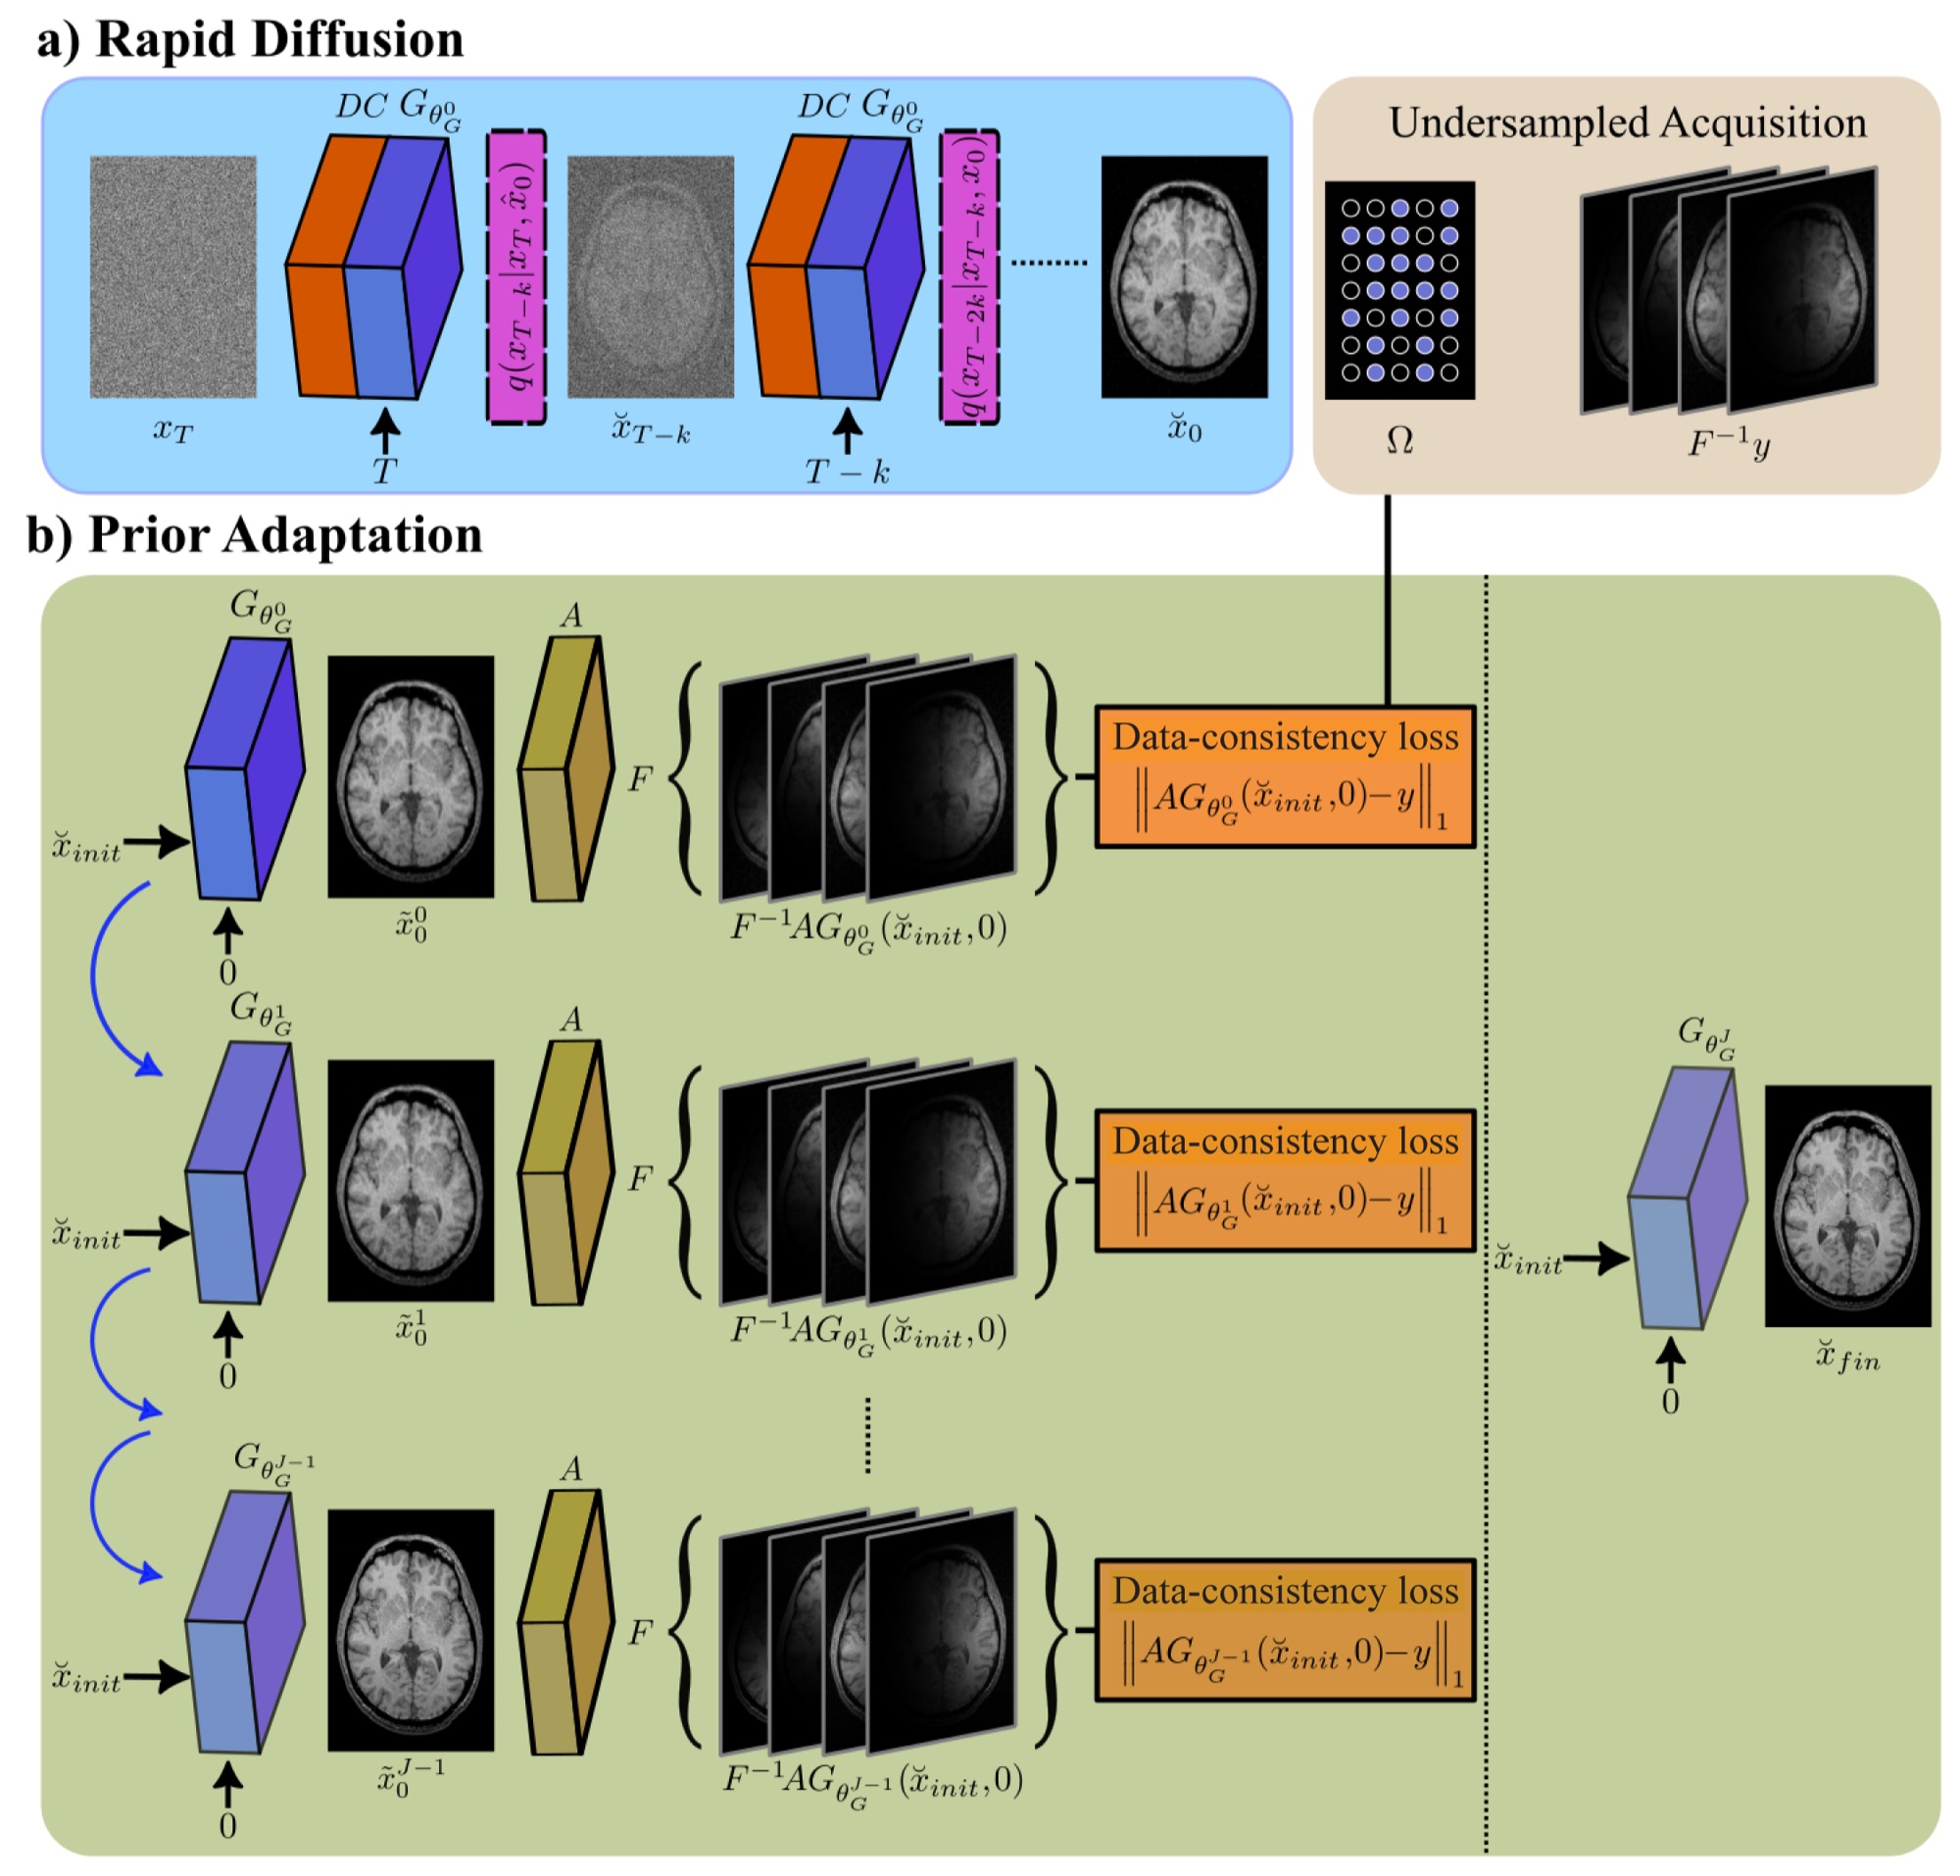 a) Rapid Diffusion
DC G_{θ_G^0}
DC G_{θ_G^0}
q(x_{T−k}|x_T, x̂_0)
q(x_{T−2k}|x_{T−k}, x_0)
x_T
x̆_{T−k}
x̆_0
T
T − k
Undersampled Acquisition
Ω
F^{−1}y
b) Prior Adaptation
G_{θ_G^0}
A
x̆_{init}
F
Data-consistency loss
‖AG_{θ_G^0}(x̆_{init},0)−y‖_1
x̃_0^0
F^{−1}AG_{θ_G^0}(x̆_{init},0)
0
G_{θ_G^1}
A
x̆_{init}
F
Data-consistency loss
‖AG_{θ_G^1}(x̆_{init},0)−y‖_1
x̃_0^1
F^{−1}AG_{θ_G^1}(x̆_{init},0)
0
G_{θ_G^{J−1}}
A
x̆_{init}
F
Data-consistency loss
‖AG_{θ_G^{J−1}}(x̆_{init},0)−y‖_1
x̃_0^{J−1}
F^{−1}AG_{θ_G^{J−1}}(x̆_{init},0)
0
G_{θ_G^J}
x̆_{init}
x̆_{fin}
0